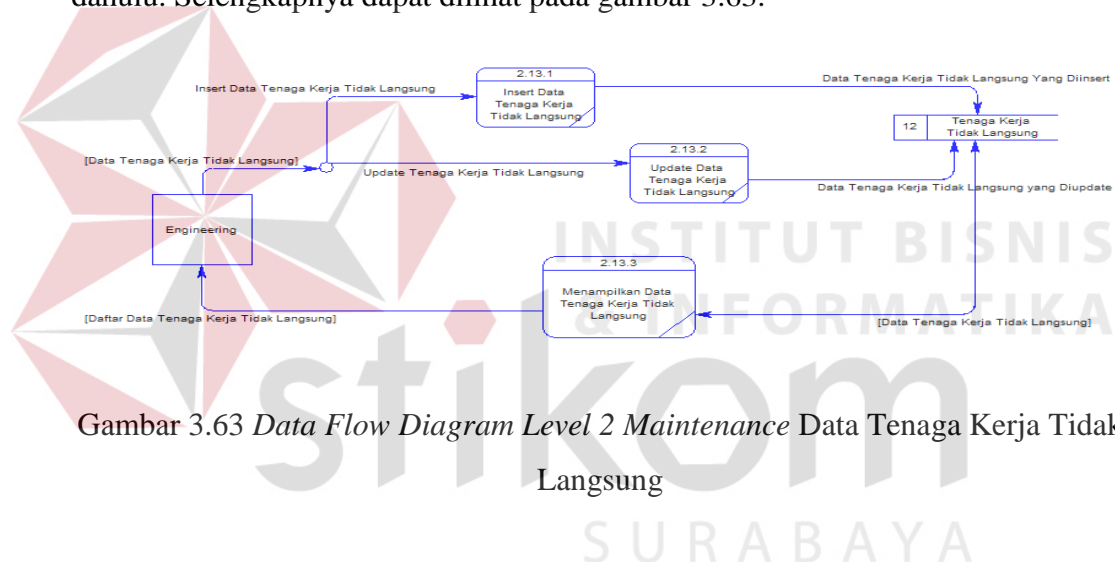 dahulu. Selengkapnya dapat dilihat pada gambar 3.63.
2.13.1
Insert Data
Tenaga Kerja
Tidak Langsung
Insert Data Tenaga Kerja Tidak Langsung
Data Tenaga Kerja Tidak Langsung Yang Diinsert
12
Tenaga Kerja
Tidak Langsung
[Data Tenaga Kerja Tidak Langsung]
Update Tenaga Kerja Tidak Langsung
2.13.2
Update Data
Tenaga Kerja
Tidak Langsung
Data Tenaga Kerja Tidak Langsung yang Diupdate
Engineering
INSTITUT BISNIS
& INFORMATIKA
2.13.3
Menampilkan Data
Tenaga Kerja Tidak
Langsung
[Daftar Data Tenaga Kerja Tidak Langsung]
[Data Tenaga Kerja Tidak Langsung]
stikom
Gambar 3.63 Data Flow Diagram Level 2 Maintenance Data Tenaga Kerja Tidak
Langsung
SURABAYA